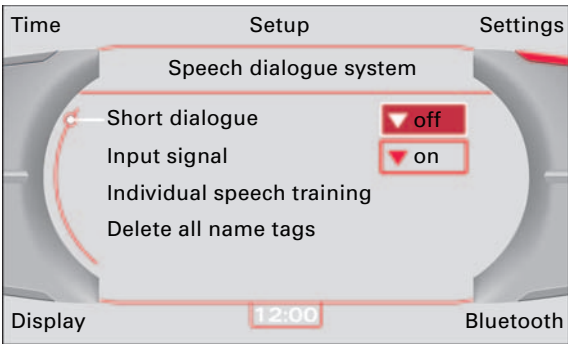 Time Setup Settings
Speech dialogue system
Short dialogue off
Input signal on
Individual speech training
Delete all name tags
Display 12:00 Bluetooth